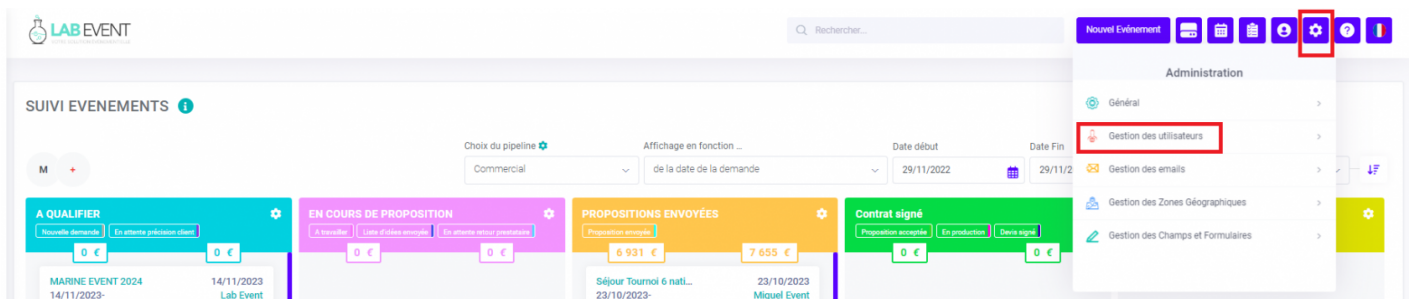 LAB EVENT
Rechercher...
Nouvel Evénement
Administration
Général
Gestion des utilisateurs
Gestion des emails
Gestion des Zones Géographiques
Gestion des Champs et Formulaires
SUIVI EVENEMENTS
M +
Choix du pipeline
Commercial
Affichage en fonction ...
de la date de la demande
Date début
29/11/2022
Date Fin
29/11/2
A QUALIFIER
Nouvelle demande
En attente précision client
0 €
0 €
MARINE EVENT 2024
14/11/2023
14/11/2023-
Lab Event
EN COURS DE PROPOSITION
A travailler
Liste d'idées envoyée
En attente retour prestataire
0 €
0 €
PROPOSITIONS ENVOYÉES
Proposition envoyée
6 931 €
7 655 €
Séjour Tournoi 6 nati...
23/10/2023
23/10/2023-
Miquel Event
Contrat signé
Proposition acceptée
En production
Devis signé
0 €
0 €